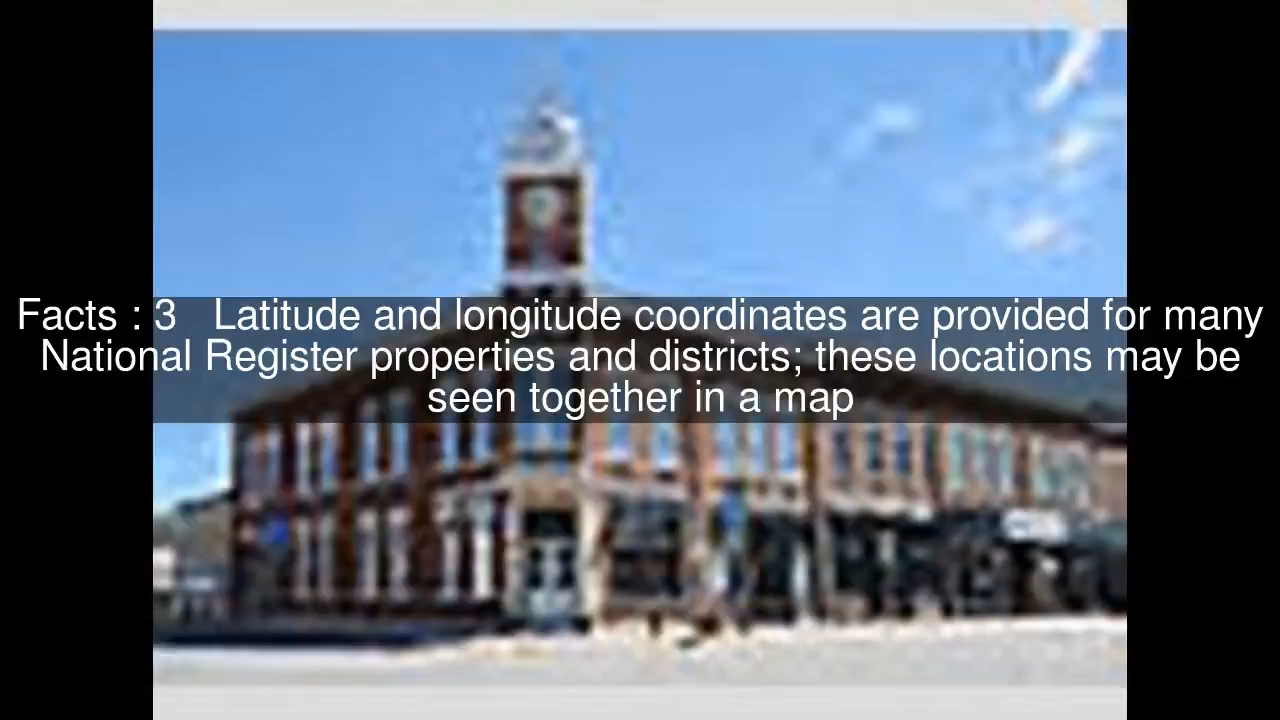 Facts : 3   Latitude and longitude coordinates are provided for many
National Register properties and districts; these locations may be
seen together in a map